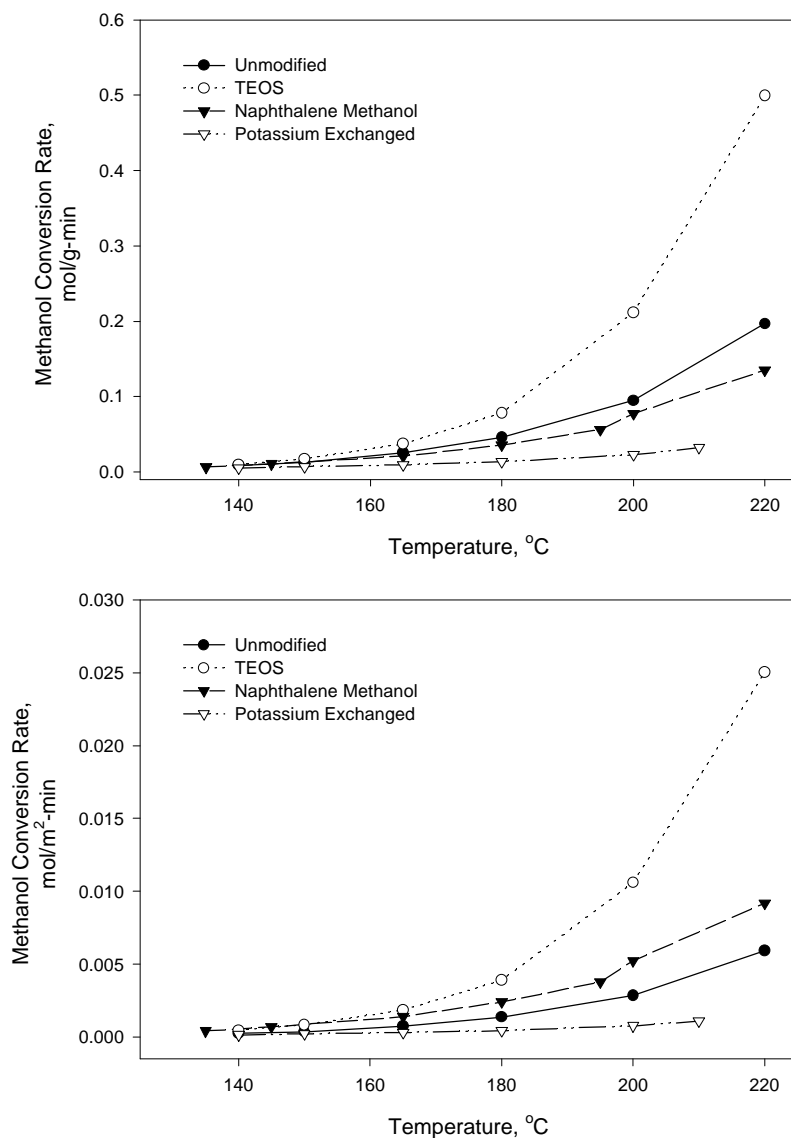 0.6
Unmodified
TEOS
Naphthalene Methanol
Potassium Exchanged
0.5
0.4
0.3
0.2
0.1
0.0
Methanol Conversion Rate,
mol/g-min
140 160 180 200 220
Temperature, °C
0.030
Unmodified
TEOS
Naphthalene Methanol
Potassium Exchanged
0.025
0.020
0.015
0.010
0.005
0.000
Methanol Conversion Rate,
mol/m²-min
140 160 180 200 220
Temperature, °C